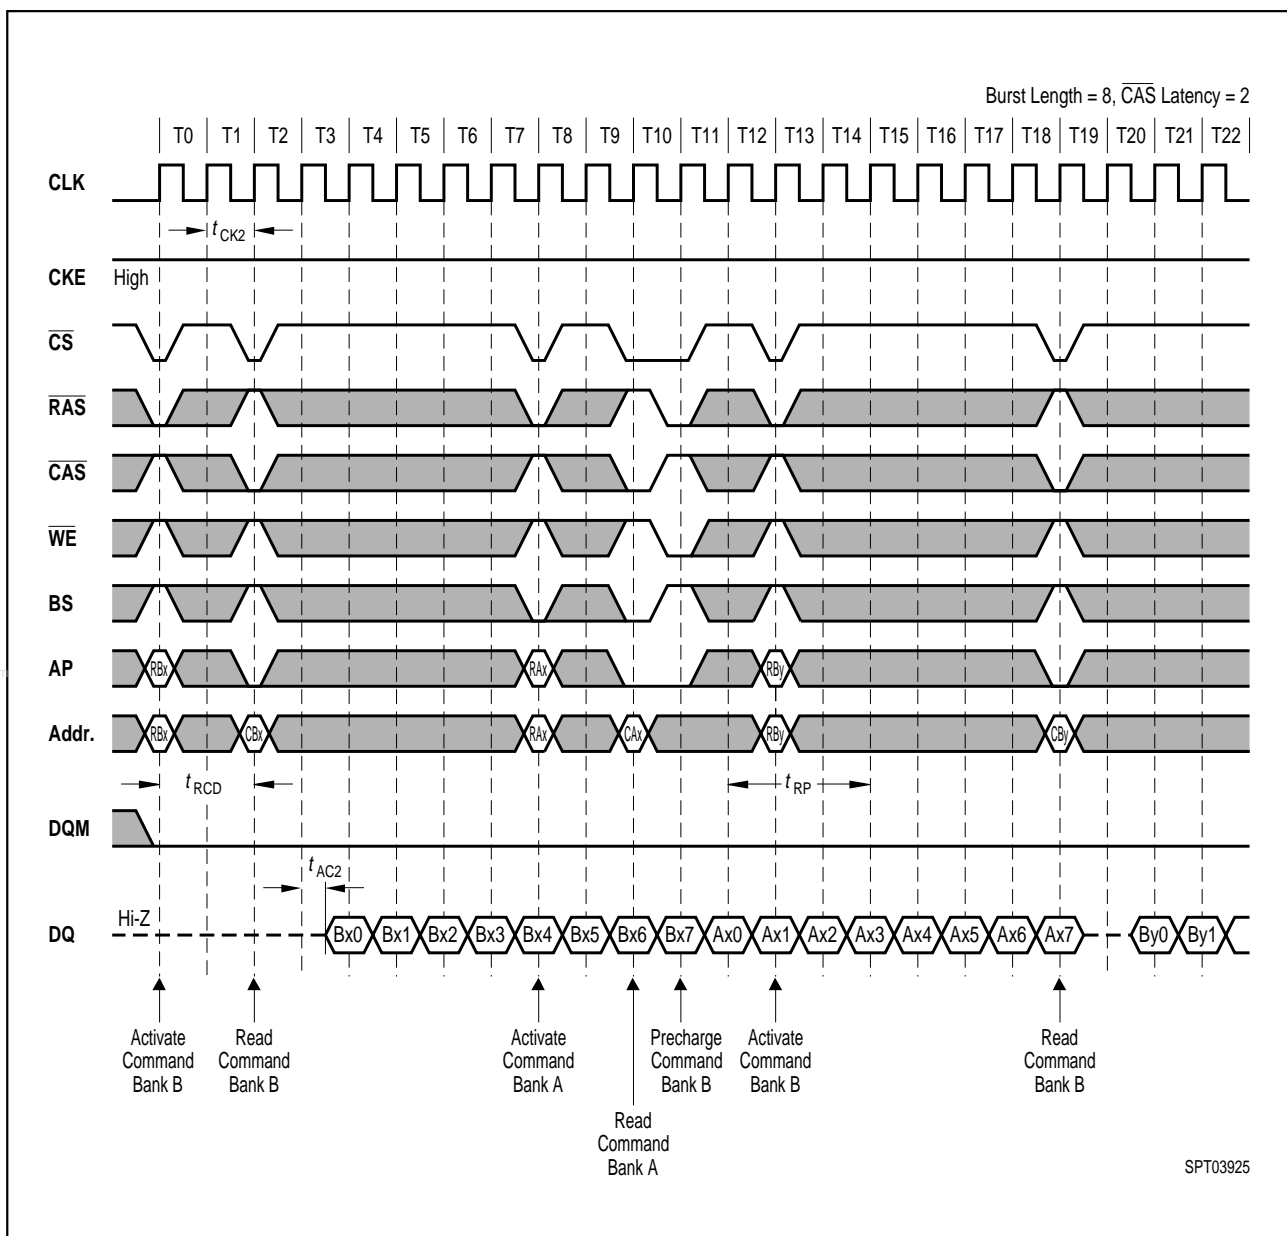 Burst Length = 8, CAS Latency = 2
T0 T1 T2 T3 T4 T5 T6 T7 T8 T9 T10 T11 T12 T13 T14 T15 T16 T17 T18 T19 T20 T21 T22
CLK
t CK2
CKE High
CS
RAS
CAS
WE
BS
AP RBx RAx RBy
Addr. RBx CBx RAx CAx RBy CBy
t RCD t RP
DQM
t AC2
DQ Hi-Z Bx0 Bx1 Bx2 Bx3 Bx4 Bx5 Bx6 Bx7 Ax0 Ax1 Ax2 Ax3 Ax4 Ax5 Ax6 Ax7 By0 By1
Activate Command Bank B
Read Command Bank B
Activate Command Bank A
Read Command Bank A
Precharge Command Bank B
Activate Command Bank B
Read Command Bank B
SPT03925